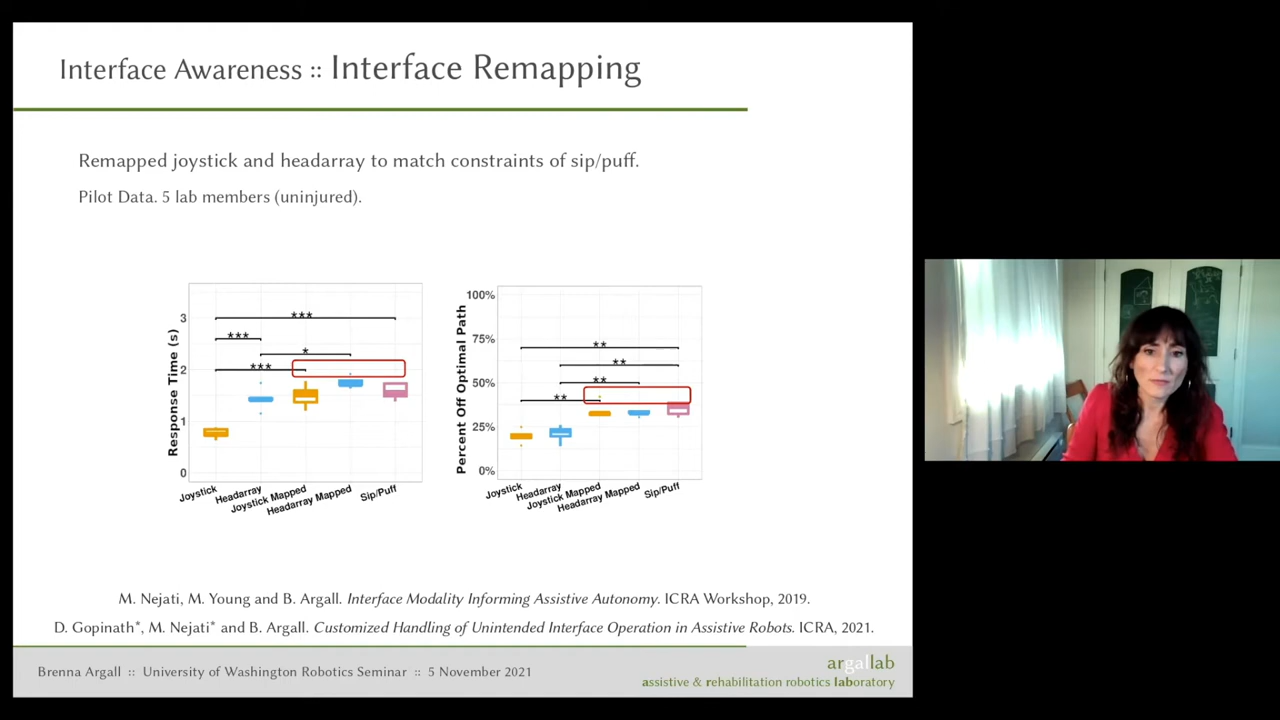 Interface Awareness :: Interface Remapping
Remapped joystick and headarray to match constraints of sip/puff.
Pilot Data. 5 lab members (uninjured).
Response Time (s)
3
2
1
0
***
***
*
***
Joystick
Headarray
Joystick Mapped
Headarray Mapped
Sip/Puff
Percent Off Optimal Path
100%
75%
50%
25%
0%
**
**
**
**
Joystick
Headarray
Joystick Mapped
Headarray Mapped
Sip/Puff
M. Nejati, M. Young and B. Argall. Interface Modality Informing Assistive Autonomy. ICRA Workshop, 2019.
D. Gopinath*, M. Nejati* and B. Argall. Customized Handling of Unintended Interface Operation in Assistive Robots. ICRA, 2021.
Brenna Argall :: University of Washington Robotics Seminar :: 5 November 2021
argallab
assistive & rehabilitation robotics laboratory